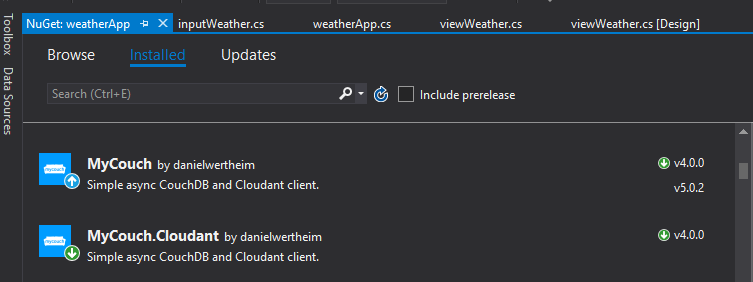 Toolbox
Data Sources
NuGet: weatherApp
inputWeather.cs
weatherApp.cs
viewWeather.cs
viewWeather.cs [Design]
Browse
Installed
Updates
Search (Ctrl+E)
Include prerelease
mycouch
MyCouch by danielwertheim
v4.0.0
Simple async CouchDB and Cloudant client.
v5.0.2
mycouch
MyCouch.Cloudant by danielwertheim
v4.0.0
Simple async CouchDB and Cloudant client.